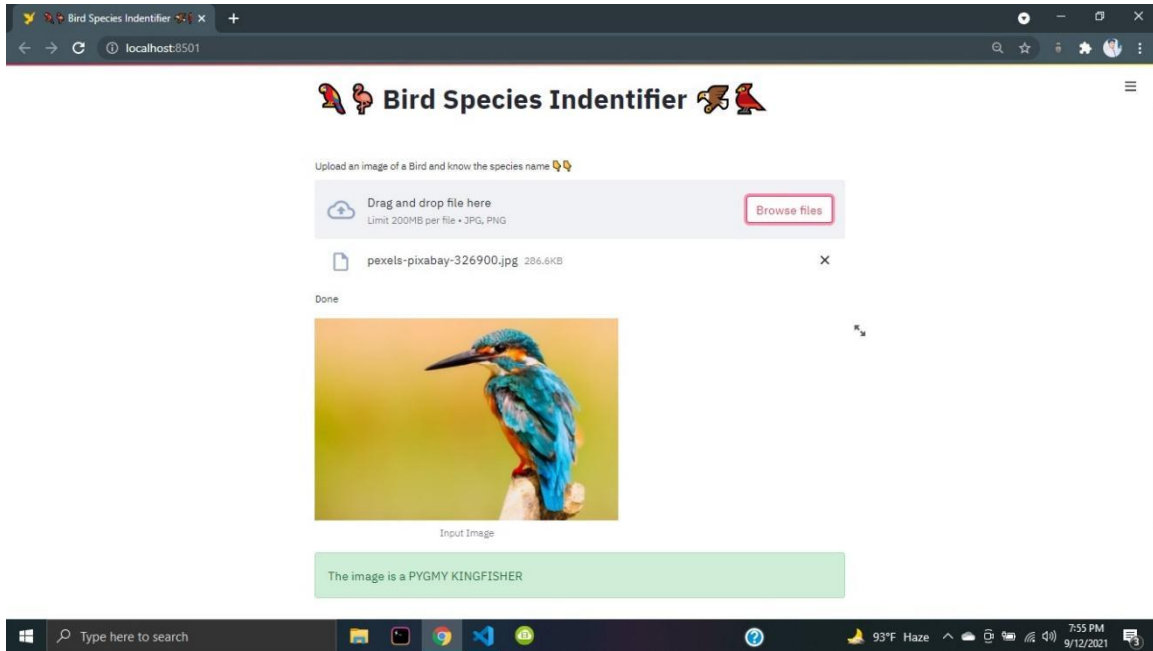 Bird Species Indentifier
localhost:8501
Bird Species Indentifier
Upload an image of a Bird and know the species name
Drag and drop file here
Limit 200MB per file • JPG, PNG
Browse files
pexels-pixabay-326900.jpg 286.6KB
Done
Input Image
The image is a PYGMY KINGFISHER
Type here to search
93°F Haze
7:55 PM
9/12/2021
3